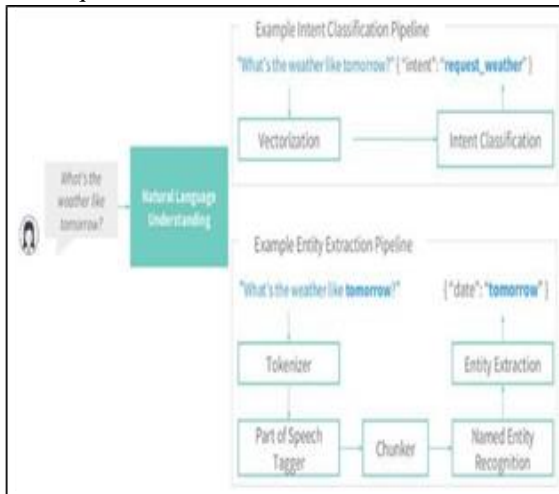 Example Intent Classification Pipeline
"What's the weather like tomorrow?" { "intent": "request_weather" }
Vectorization
Intent Classification
What's the
weather like
tomorrow?
Natural Language
Understanding
Example Entity Extraction Pipeline
"What's the weather like tomorrow?"
{ "date": "tomorrow" }
Tokenizer
Entity Extraction
Part of Speech
Tagger
Chunker
Named Entity
Recognition